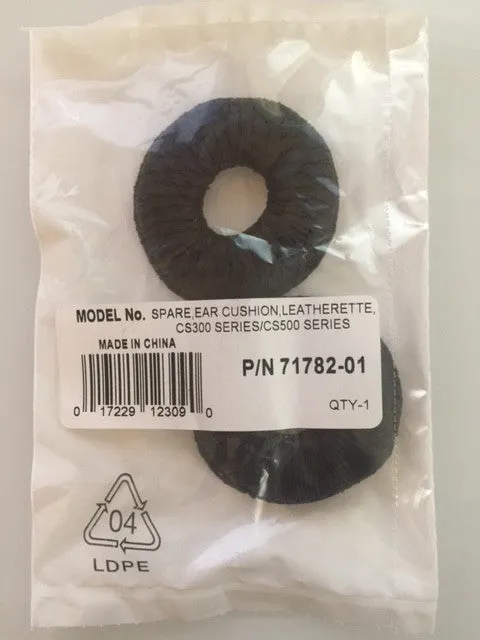 MODEL No. SPARE,EAR CUSHION,LEATHERETTE,
CS300 SERIES/CS500 SERIES
MADE IN CHINA
P/N 71782-01
0 17229 12309 0
QTY-1
04
LDPE